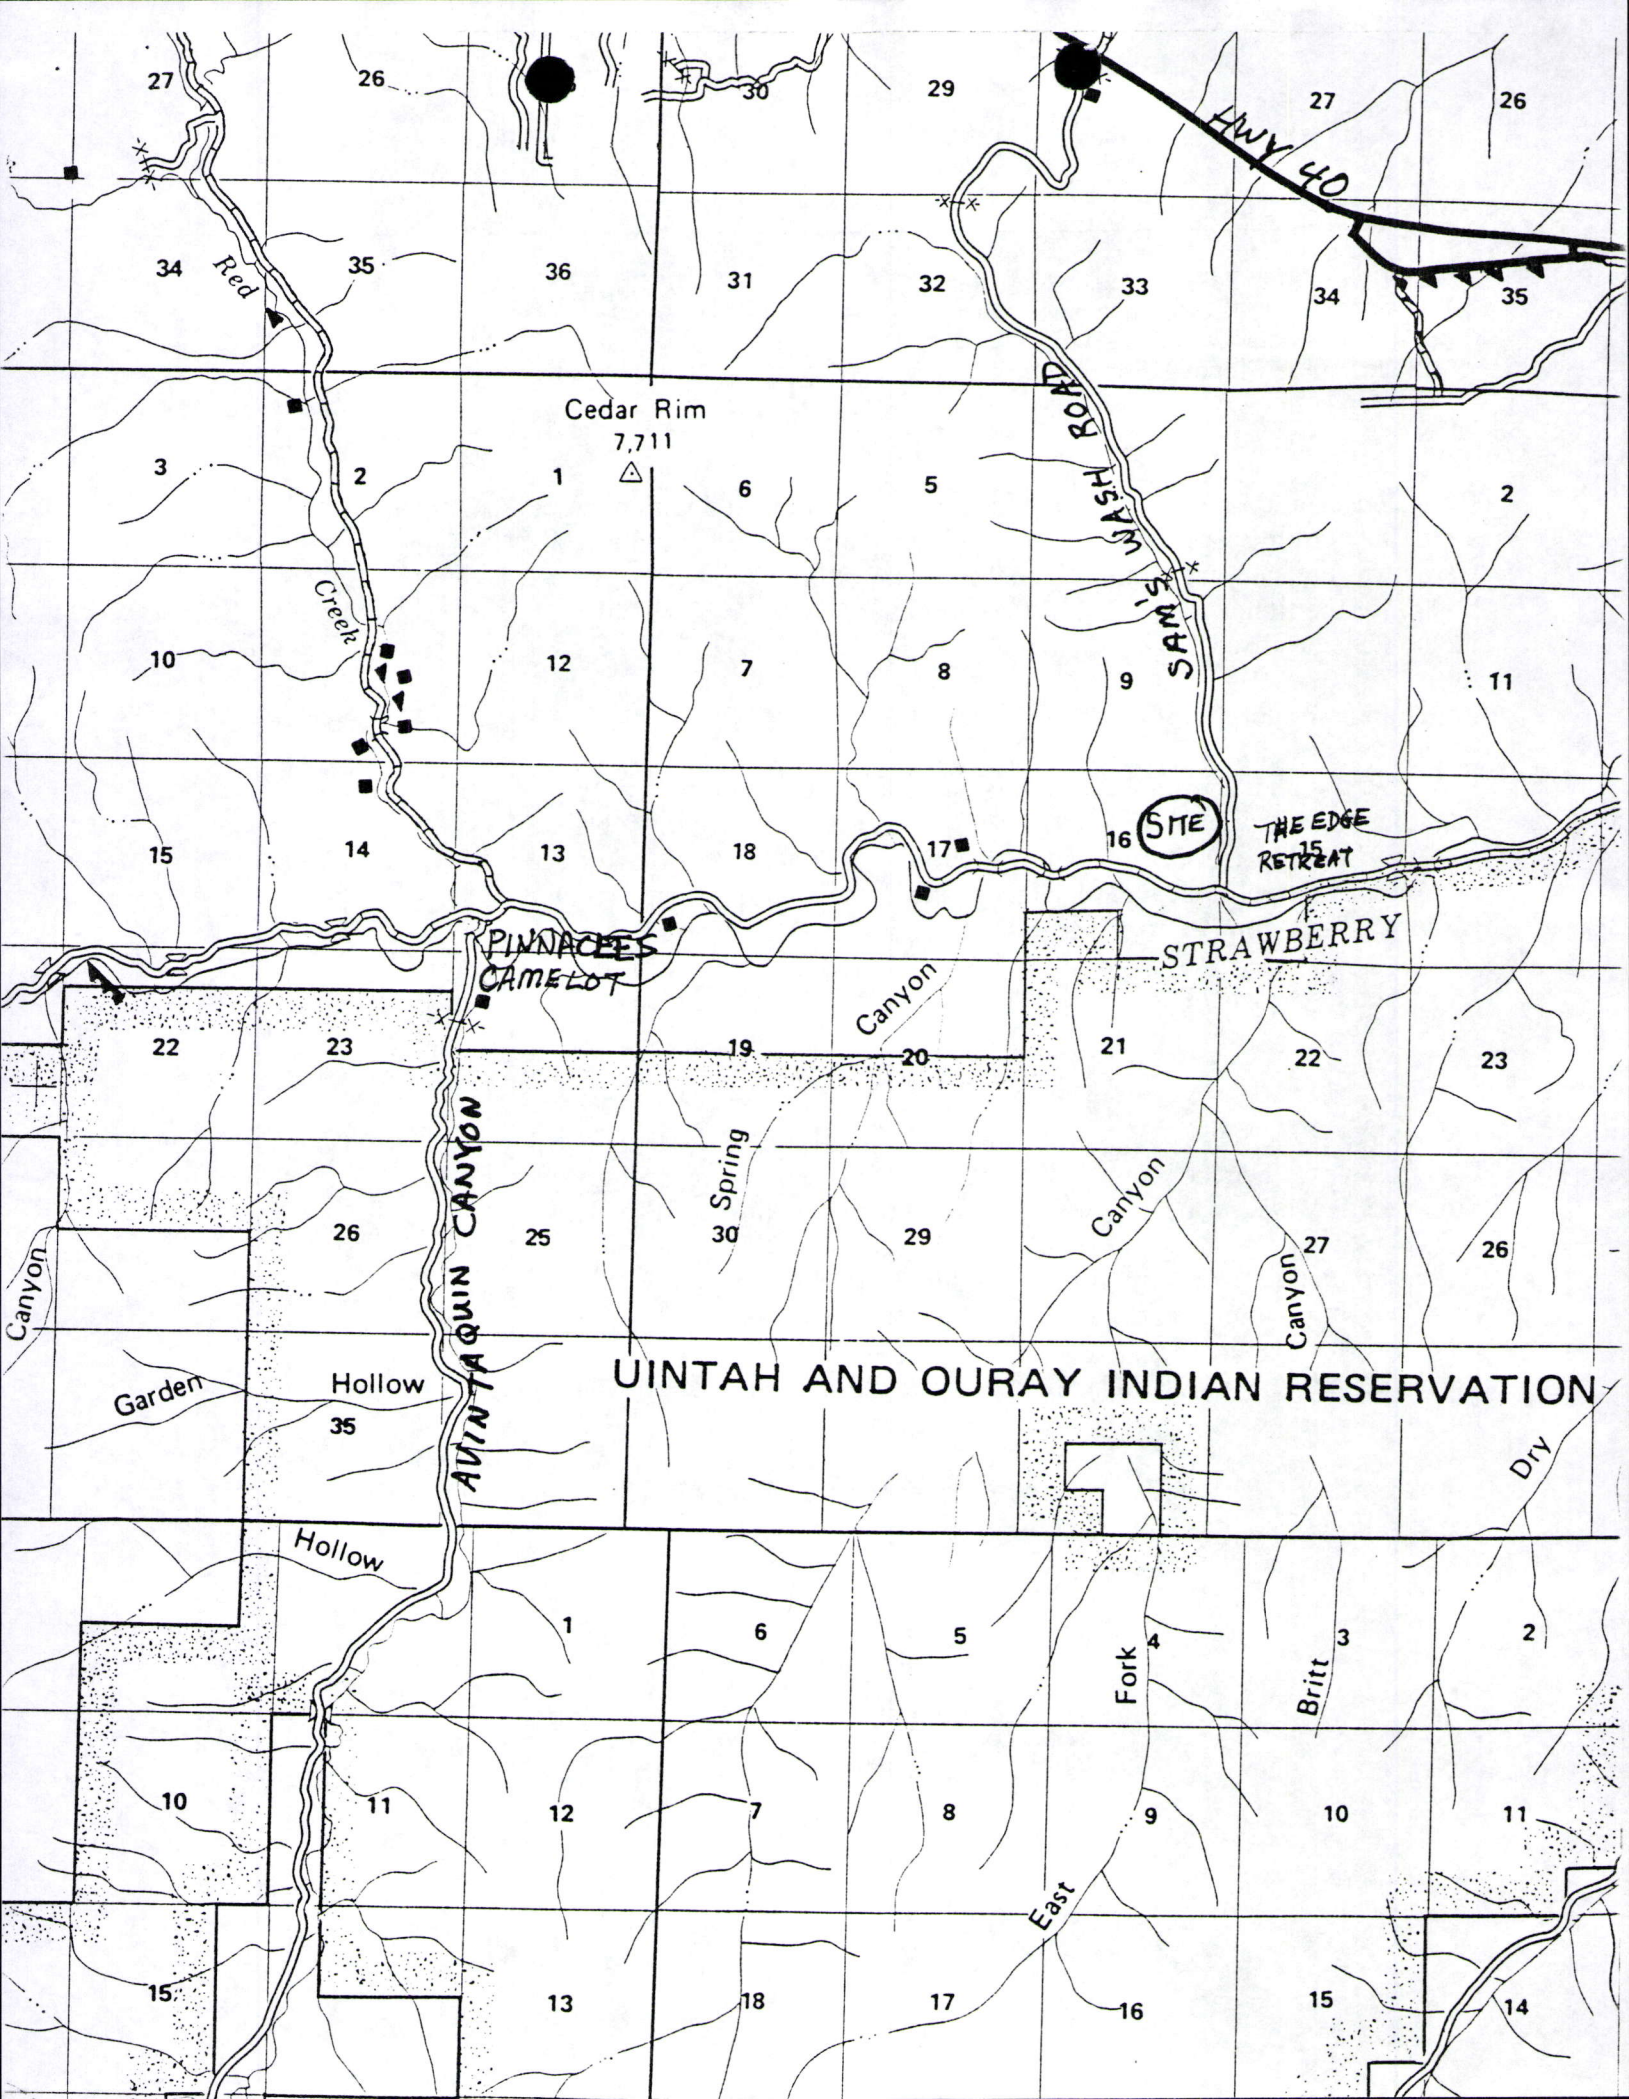 27 26 30 29 27 26
HWY 40
34 35 36 31 32 33 34 35
Red
Cedar Rim
7,711
3 2 1 6 5 2
SAM'S WASH ROAD
Creek
10 12 7 8 9 11
SITE
THE EDGE
RETREAT
15 14 13 18 17 16 15
STRAWBERRY
PINNACLES
CAMELOT
Canyon
22 23 19 20 21 22 23
AVINTAQUIN CANYON
Spring
Canyon
26 25 30 29 27 26
Canyon
Canyon
UINTAH AND OURAY INDIAN RESERVATION
Garden Hollow
35
Dry
Hollow
1 6 5 4 3 2
Fork
Britt
10 11 12 7 8 9 10 11
East
15 13 18 17 16 15 14